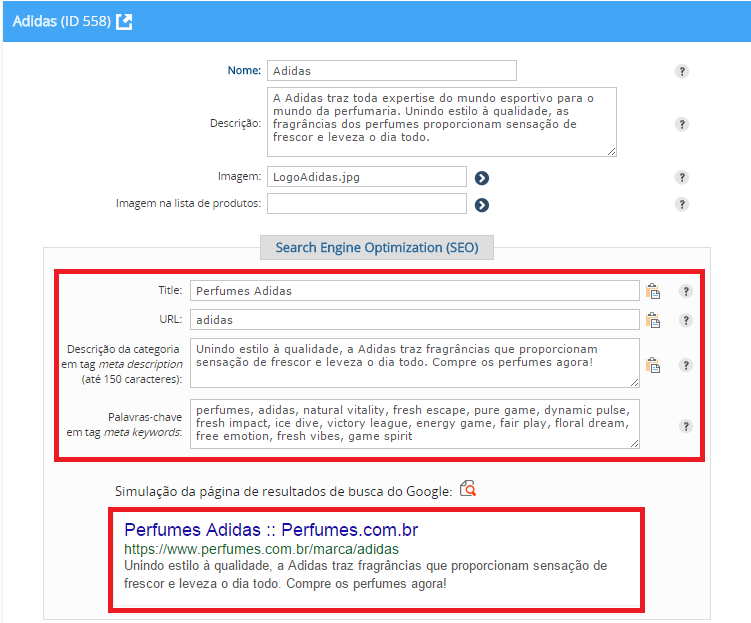 Adidas (ID 558)
Nome: Adidas ?
Descrição: A Adidas traz toda expertise do mundo esportivo para o
mundo da perfumaria. Unindo estilo à qualidade, as
fragrâncias dos perfumes proporcionam sensação de
frescor e leveza o dia todo. ?
Imagem: LogoAdidas.jpg ?
Imagem na lista de produtos: ?
Search Engine Optimization (SEO)
Title: Perfumes Adidas ?
URL: adidas ?
Descrição da categoria
em tag meta description
(até 150 caracteres):
Unindo estilo à qualidade, a Adidas traz fragrâncias que proporcionam
sensação de frescor e leveza o dia todo. Compre os perfumes agora! ?
Palavras-chave
em tag meta keywords:
perfumes, adidas, natural vitality, fresh escape, pure game, dynamic pulse,
fresh impact, ice dive, victory league, energy game, fair play, floral dream,
free emotion, fresh vibes, game spirit ?
Simulação da página de resultados de busca do Google:
Perfumes Adidas :: Perfumes.com.br
https://www.perfumes.com.br/marca/adidas
Unindo estilo à qualidade, a Adidas traz fragrâncias que proporcionam sensação de
frescor e leveza o dia todo. Compre os perfumes agora!